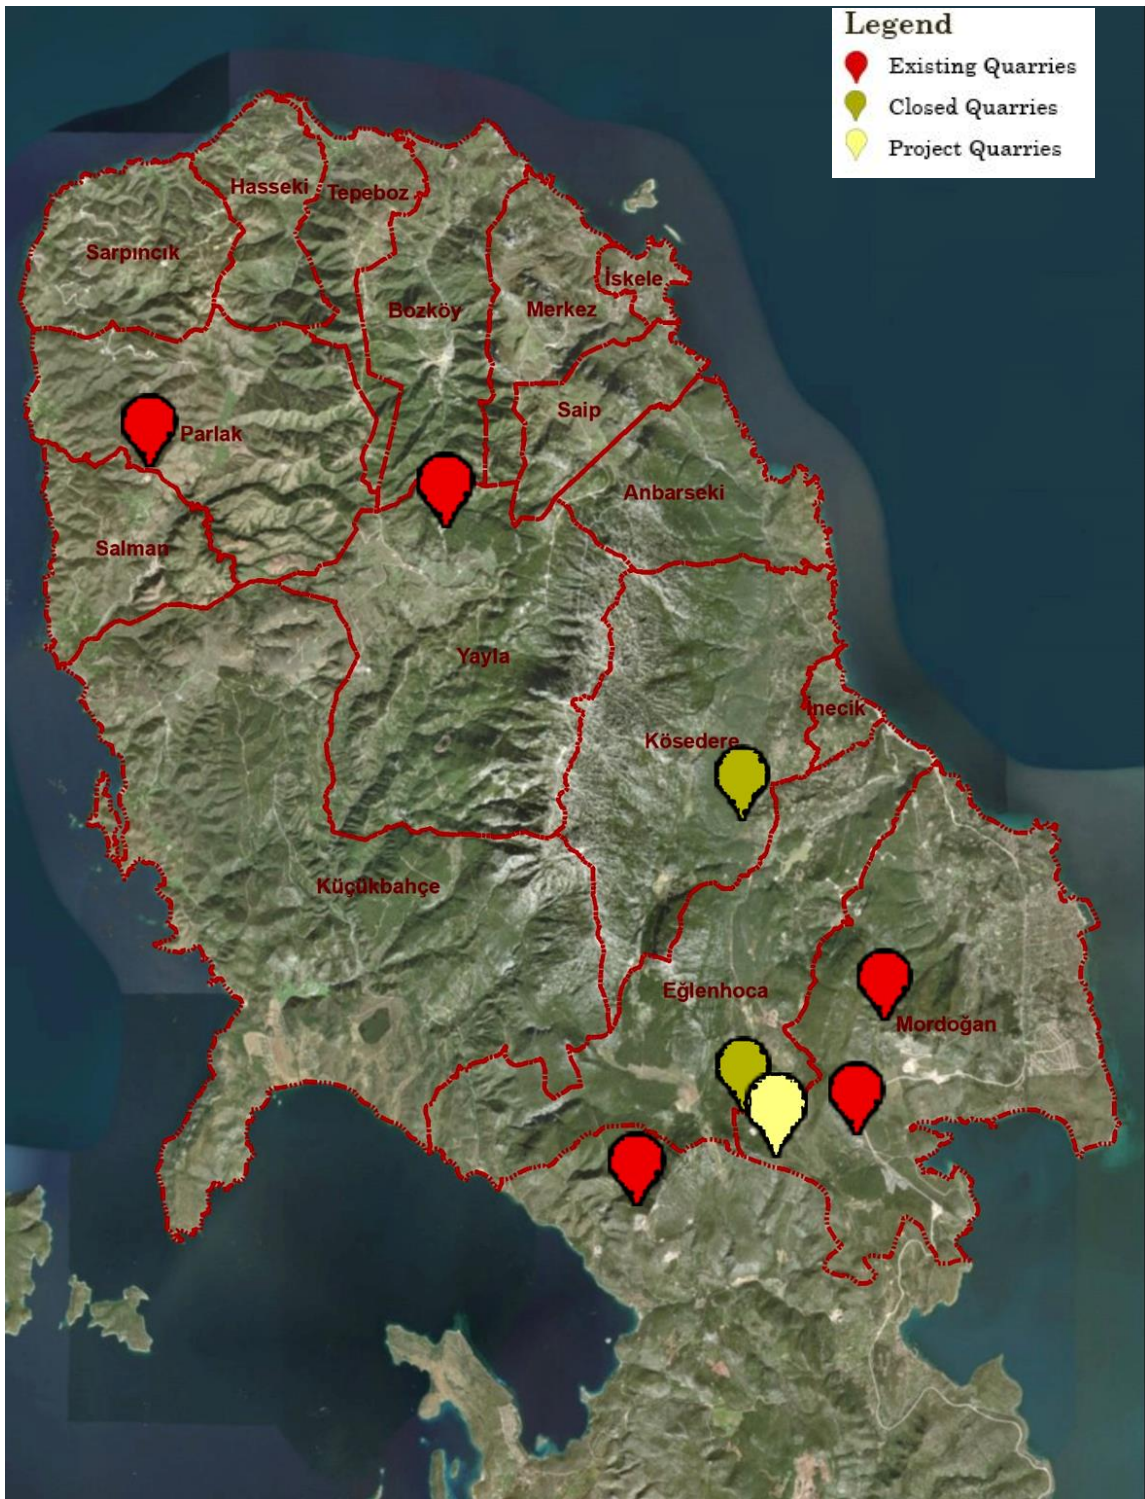 Legend
Existing Quarries
Closed Quarries
Project Quarries
Hasseki
Tepeboz
Sarpıncık
İskele
Bozköy
Merkez
Saip
Parlak
Anbarseki
Salman
Yayla
İnecik
Kösedere
Küçükbahçe
Eğlenhoca
Mordoğan